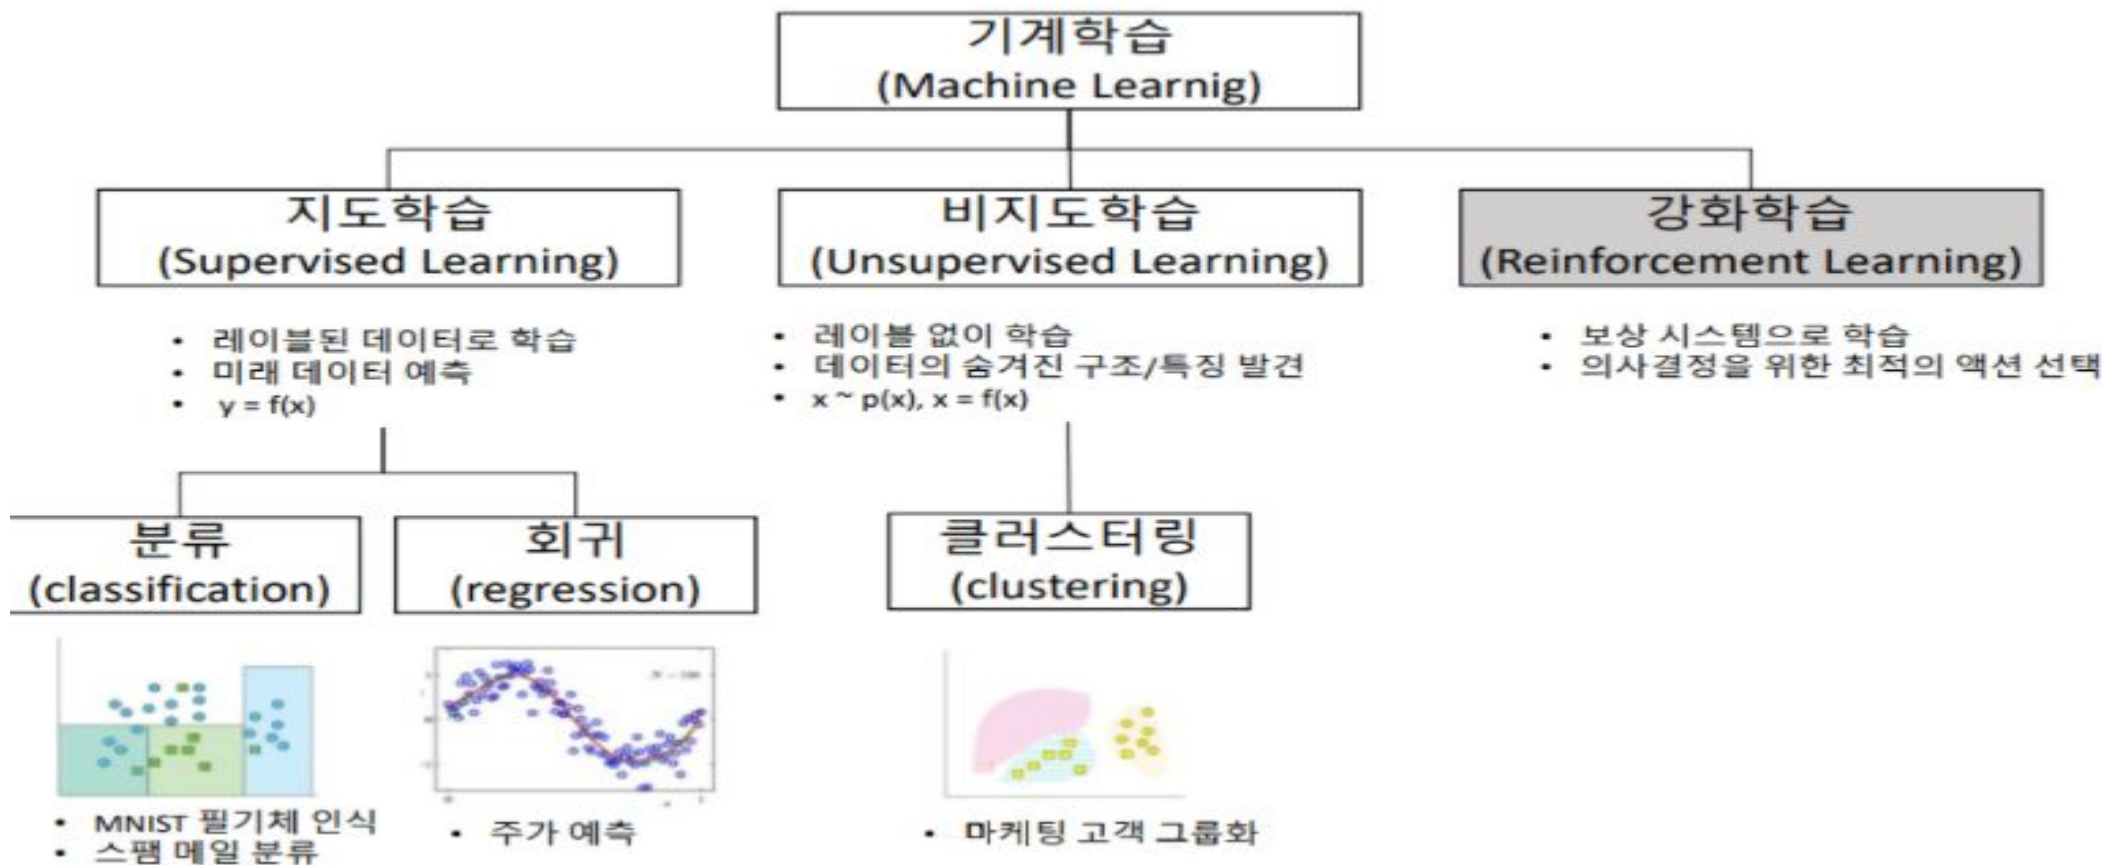 기계학습
(Machine Learnig)
지도학습
(Supervised Learning)
비지도학습
(Unsupervised Learning)
강화학습
(Reinforcement Learning)
• 레이블된 데이터로 학습
• 미래 데이터 예측
• y = f(x)
• 레이블 없이 학습
• 데이터의 숨겨진 구조/특징 발견
• x ~ p(x), x = f(x)
• 보상 시스템으로 학습
• 의사결정을 위한 최적의 액션 선택
분류
(classification)
회귀
(regression)
클러스터링
(clustering)
• MNIST 필기체 인식
• 스팸 메일 분류
• 주가 예측
• 마케팅 고객 그룹화